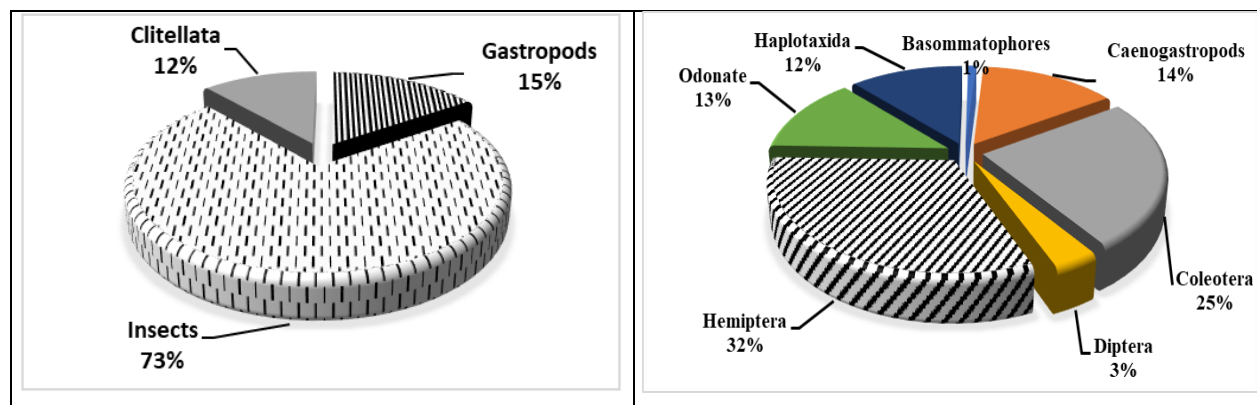 Clitellata
12%
Gastropods
15%
Insects
73%
Haplotaxida
12%
Basommatophores
1%
Caenogastropods
14%
Odonate
13%
Coleotera
25%
Hemiptera
32%
Diptera
3%